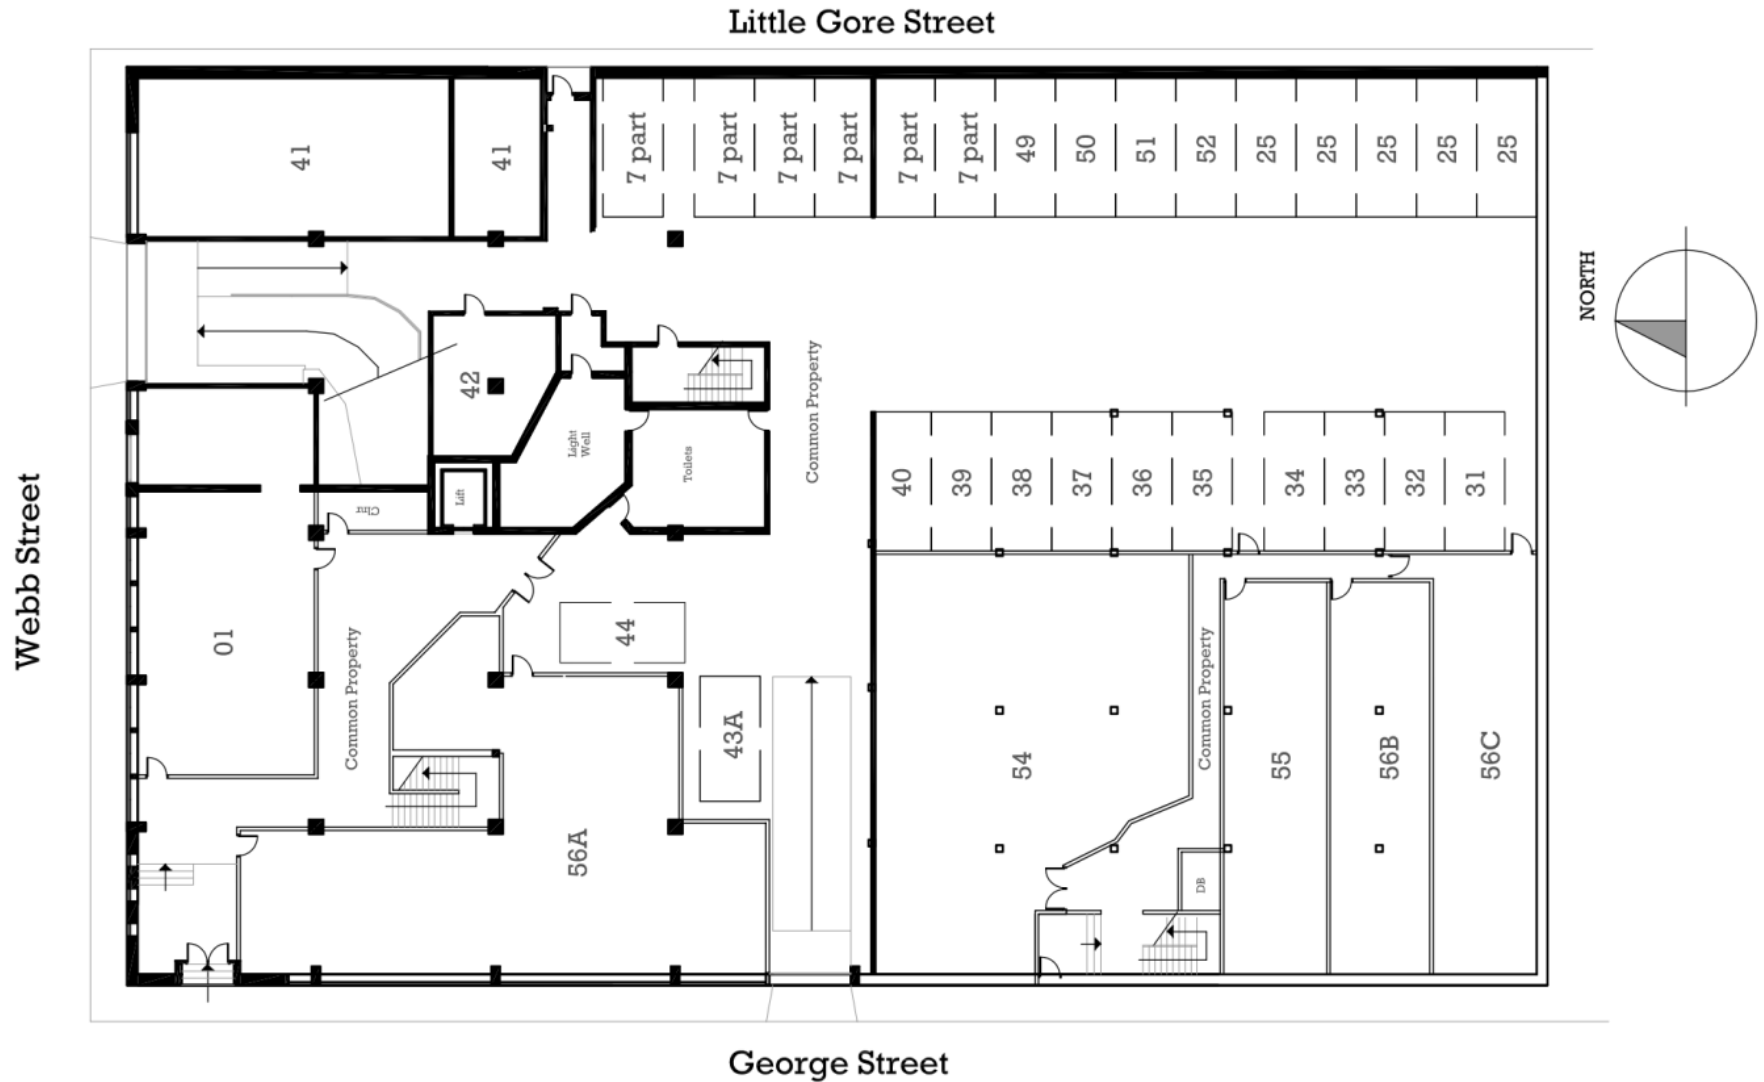 Little Gore Street
41
41
7 part
7 part
7 part
7 part
7 part
7 part
49
50
51
52
25
25
25
25
25
NORTH
42
Light
Well
Toilets
Lift
Common Property
40
39
38
37
36
35
34
33
32
31
Webb Street
Clnr
01
Common Property
44
43A
56A
54
Common Property
55
56B
56C
DB
George Street